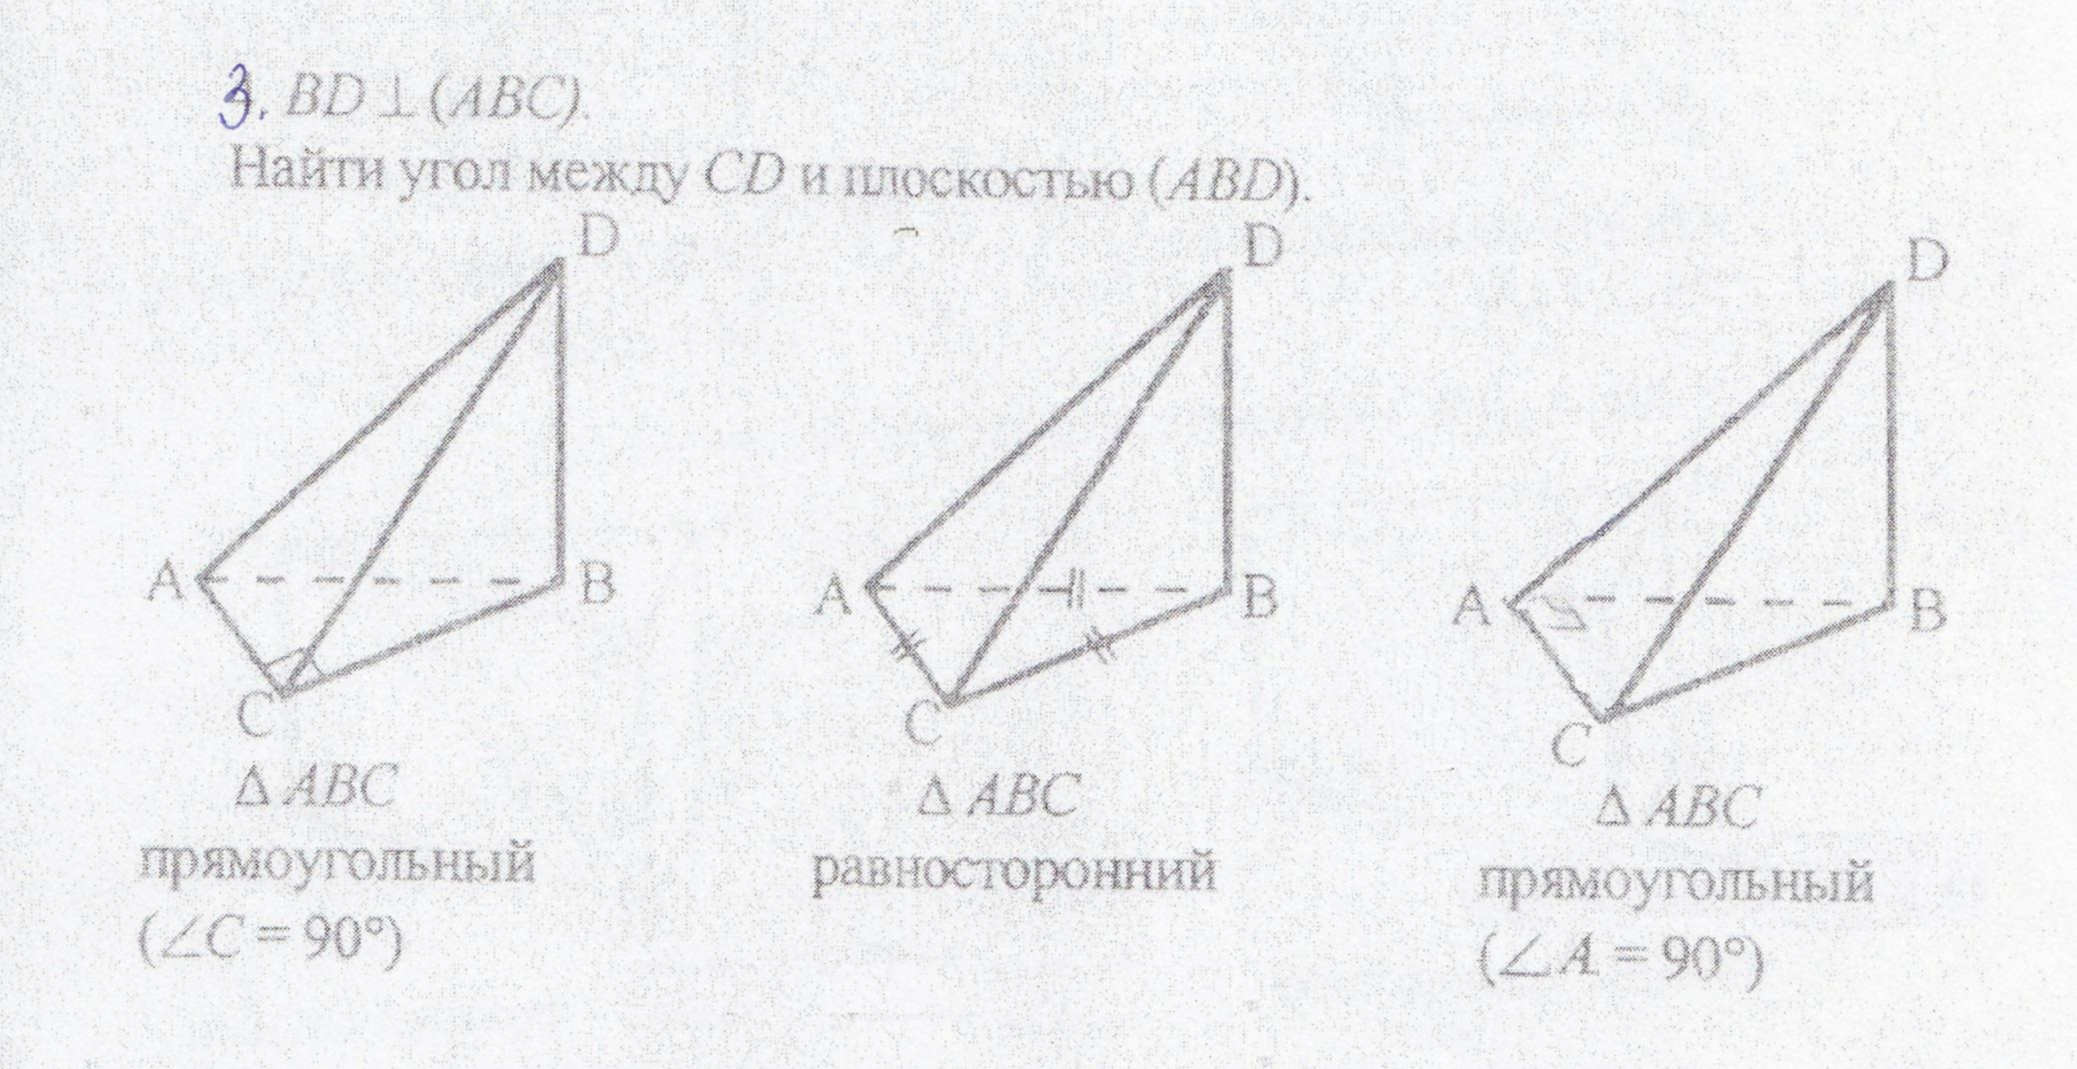 3. BD ⊥ (ABC).
Найти угол между CD и плоскостью (ABD).
D
A
B
C
Δ ABC
прямоугольный
(∠C = 90°)
D
A
B
C
Δ ABC
равносторонний
D
A
B
C
Δ ABC
прямоугольный
(∠A = 90°)